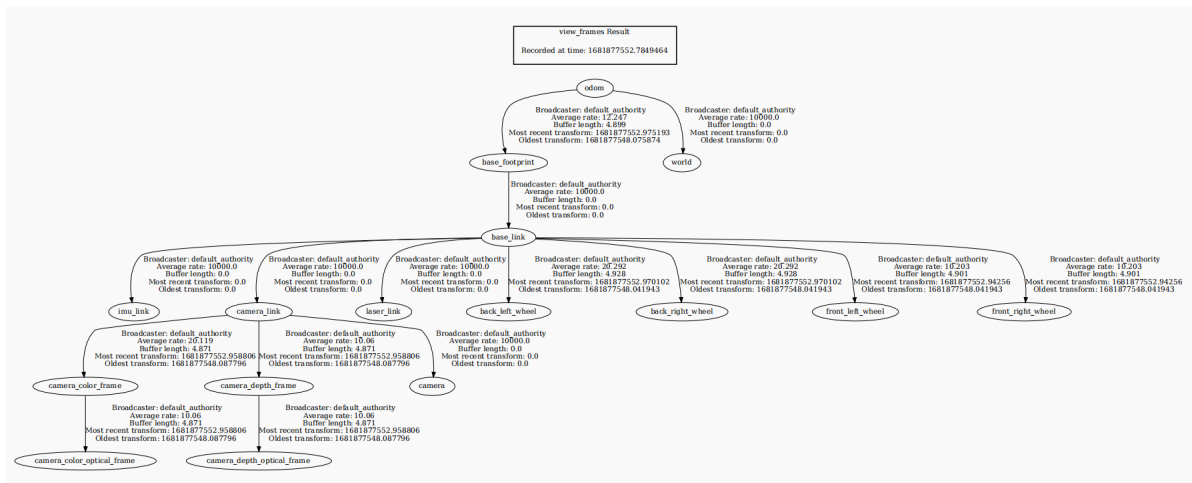 view_frames Result
Recorded at time: 1681877552.7849464
odom
Broadcaster: default_authority
Average rate: 12.247
Buffer length: 4.899
Most recent transform: 1681877552.975193
Oldest transform: 1681877548.075874
Broadcaster: default_authority
Average rate: 10000.0
Buffer length: 0.0
Most recent transform: 0.0
Oldest transform: 0.0
base_footprint
world
Broadcaster: default_authority
Average rate: 10000.0
Buffer length: 0.0
Most recent transform: 0.0
Oldest transform: 0.0
base_link
Broadcaster: default_authority
Average rate: 10000.0
Buffer length: 0.0
Most recent transform: 0.0
Oldest transform: 0.0
Broadcaster: default_authority
Average rate: 10000.0
Buffer length: 0.0
Most recent transform: 0.0
Oldest transform: 0.0
Broadcaster: default_authority
Average rate: 10000.0
Buffer length: 0.0
Most recent transform: 0.0
Oldest transform: 0.0
Broadcaster: default_authority
Average rate: 20.292
Buffer length: 4.928
Most recent transform: 1681877552.970102
Oldest transform: 1681877548.041943
Broadcaster: default_authority
Average rate: 20.292
Buffer length: 4.928
Most recent transform: 1681877552.970102
Oldest transform: 1681877548.041943
Broadcaster: default_authority
Average rate: 10.203
Buffer length: 4.901
Most recent transform: 1681877552.94256
Oldest transform: 1681877548.041943
Broadcaster: default_authority
Average rate: 10.203
Buffer length: 4.901
Most recent transform: 1681877552.94256
Oldest transform: 1681877548.041943
imu_link
camera_link
laser_link
back_left_wheel
back_right_wheel
front_left_wheel
front_right_wheel
Broadcaster: default_authority
Average rate: 20.119
Buffer length: 4.871
Most recent transform: 1681877552.958806
Oldest transform: 1681877548.087796
Broadcaster: default_authority
Average rate: 10.06
Buffer length: 4.871
Most recent transform: 1681877552.958806
Oldest transform: 1681877548.087796
Broadcaster: default_authority
Average rate: 10000.0
Buffer length: 0.0
Most recent transform: 0.0
Oldest transform: 0.0
camera_color_frame
camera_depth_frame
camera
Broadcaster: default_authority
Average rate: 10.06
Buffer length: 4.871
Most recent transform: 1681877552.958806
Oldest transform: 1681877548.087796
Broadcaster: default_authority
Average rate: 10.06
Buffer length: 4.871
Most recent transform: 1681877552.958806
Oldest transform: 1681877548.087796
camera_color_optical_frame
camera_depth_optical_frame